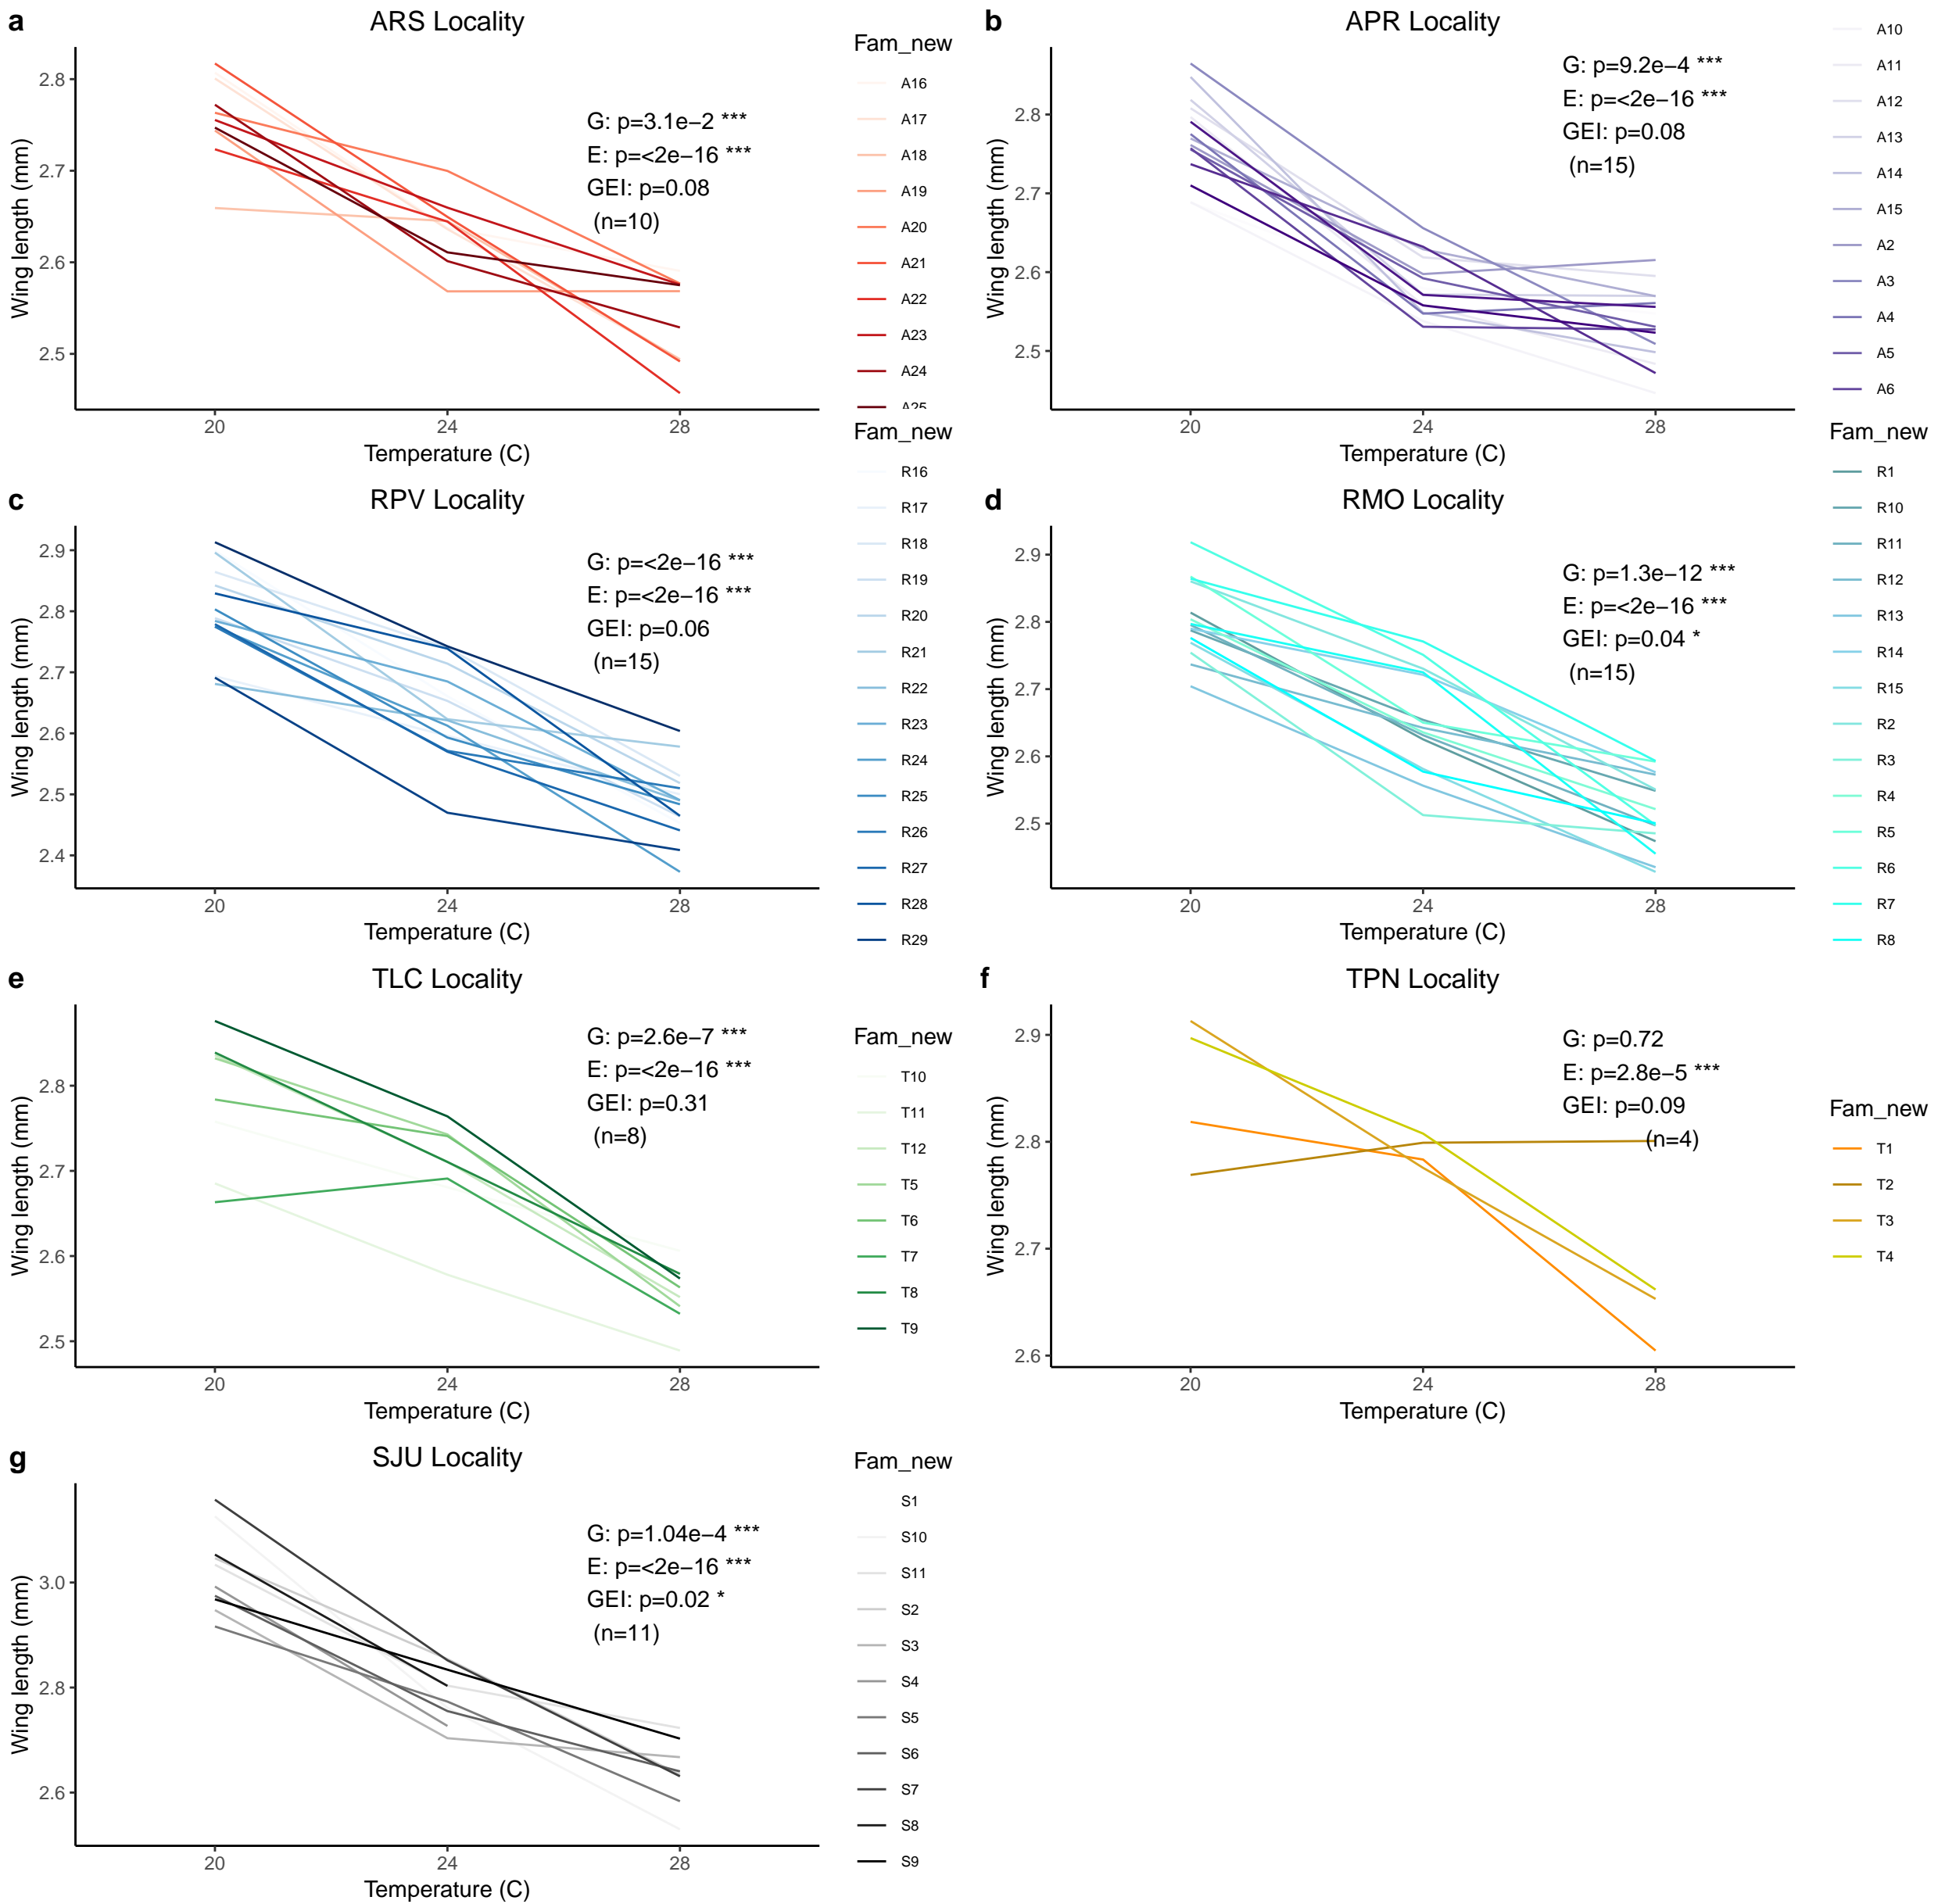 a
ARS Locality
Wing length (mm)
2.8
2.7
2.6
2.5
20
24
28
Temperature (C)
G: p=3.1e−2 ***
E: p=<2e−16 ***
GEI: p=0.08
(n=10)
Fam_new
A16
A17
A18
A19
A20
A21
A22
A23
A24
A25
b
APR Locality
Wing length (mm)
2.8
2.7
2.6
2.5
20
24
28
Temperature (C)
G: p=9.2e−4 ***
E: p=<2e−16 ***
GEI: p=0.08
(n=15)
A10
A11
A12
A13
A14
A15
A2
A3
A4
A5
A6
c
RPV Locality
Wing length (mm)
2.9
2.8
2.7
2.6
2.5
2.4
20
24
28
Temperature (C)
G: p=<2e−16 ***
E: p=<2e−16 ***
GEI: p=0.06
(n=15)
Fam_new
R16
R17
R18
R19
R20
R21
R22
R23
R24
R25
R26
R27
R28
R29
d
RMO Locality
Wing length (mm)
2.9
2.8
2.7
2.6
2.5
20
24
28
Temperature (C)
G: p=1.3e−12 ***
E: p=<2e−16 ***
GEI: p=0.04 *
(n=15)
Fam_new
R1
R10
R11
R12
R13
R14
R15
R2
R3
R4
R5
R6
R7
R8
e
TLC Locality
Wing length (mm)
2.8
2.7
2.6
2.5
20
24
28
Temperature (C)
G: p=2.6e−7 ***
E: p=<2e−16 ***
GEI: p=0.31
(n=8)
Fam_new
T10
T11
T12
T5
T6
T7
T8
T9
f
TPN Locality
Wing length (mm)
2.9
2.8
2.7
2.6
20
24
28
Temperature (C)
G: p=0.72
E: p=2.8e−5 ***
GEI: p=0.09
(n=4)
Fam_new
T1
T2
T3
T4
g
SJU Locality
Wing length (mm)
3.0
2.8
2.6
20
24
28
Temperature (C)
G: p=1.04e−4 ***
E: p=<2e−16 ***
GEI: p=0.02 *
(n=11)
Fam_new
S1
S10
S11
S2
S3
S4
S5
S6
S7
S8
S9